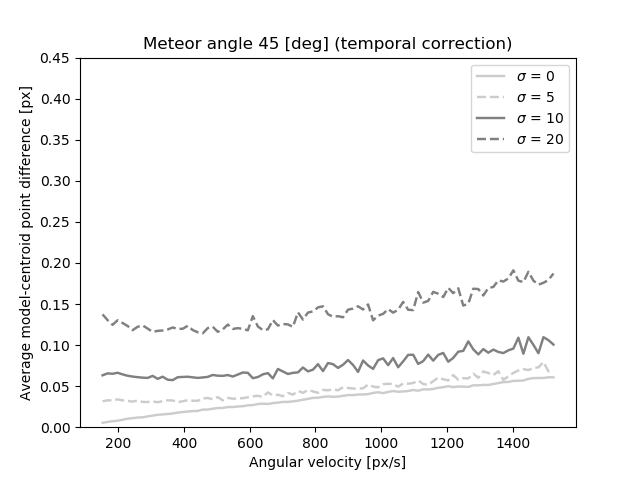 Meteor angle 45 [deg] (temporal correction)
Average model-centroid point difference [px]
0.45
0.40
0.35
0.30
0.25
0.20
0.15
0.10
0.05
0.00
σ = 0
σ = 5
σ = 10
σ = 20
200 400 600 800 1000 1200 1400
Angular velocity [px/s]